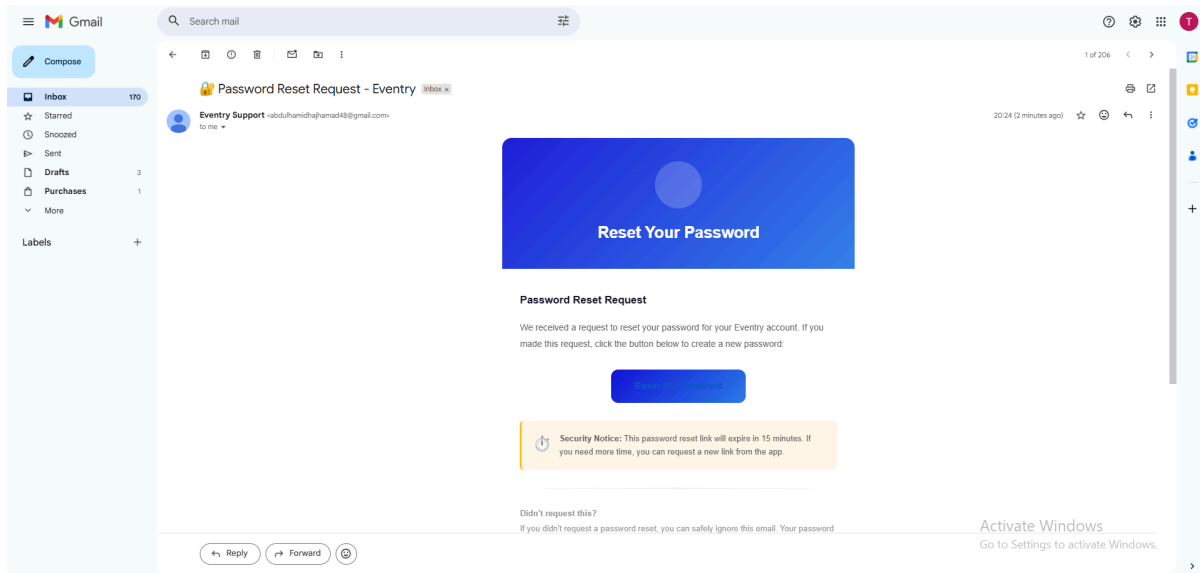 Gmail
Search mail
T
Compose
1 of 206
Inbox 170
Starred
Snoozed
Sent
Drafts 3
Purchases 1
More
Labels
🔐 Password Reset Request - Eventry Inbox x
Eventry Support <abdulhamidhajhamad48@gmail.com>
to me
20:24 (2 minutes ago)
Reset Your Password
Password Reset Request
We received a request to reset your password for your Eventry account. If you
made this request, click the button below to create a new password:
Reset My Password
Security Notice: This password reset link will expire in 15 minutes. If
you need more time, you can request a new link from the app.
Didn't request this?
If you didn't request a password reset, you can safely ignore this email. Your password
Reply
Forward
Activate Windows
Go to Settings to activate Windows.